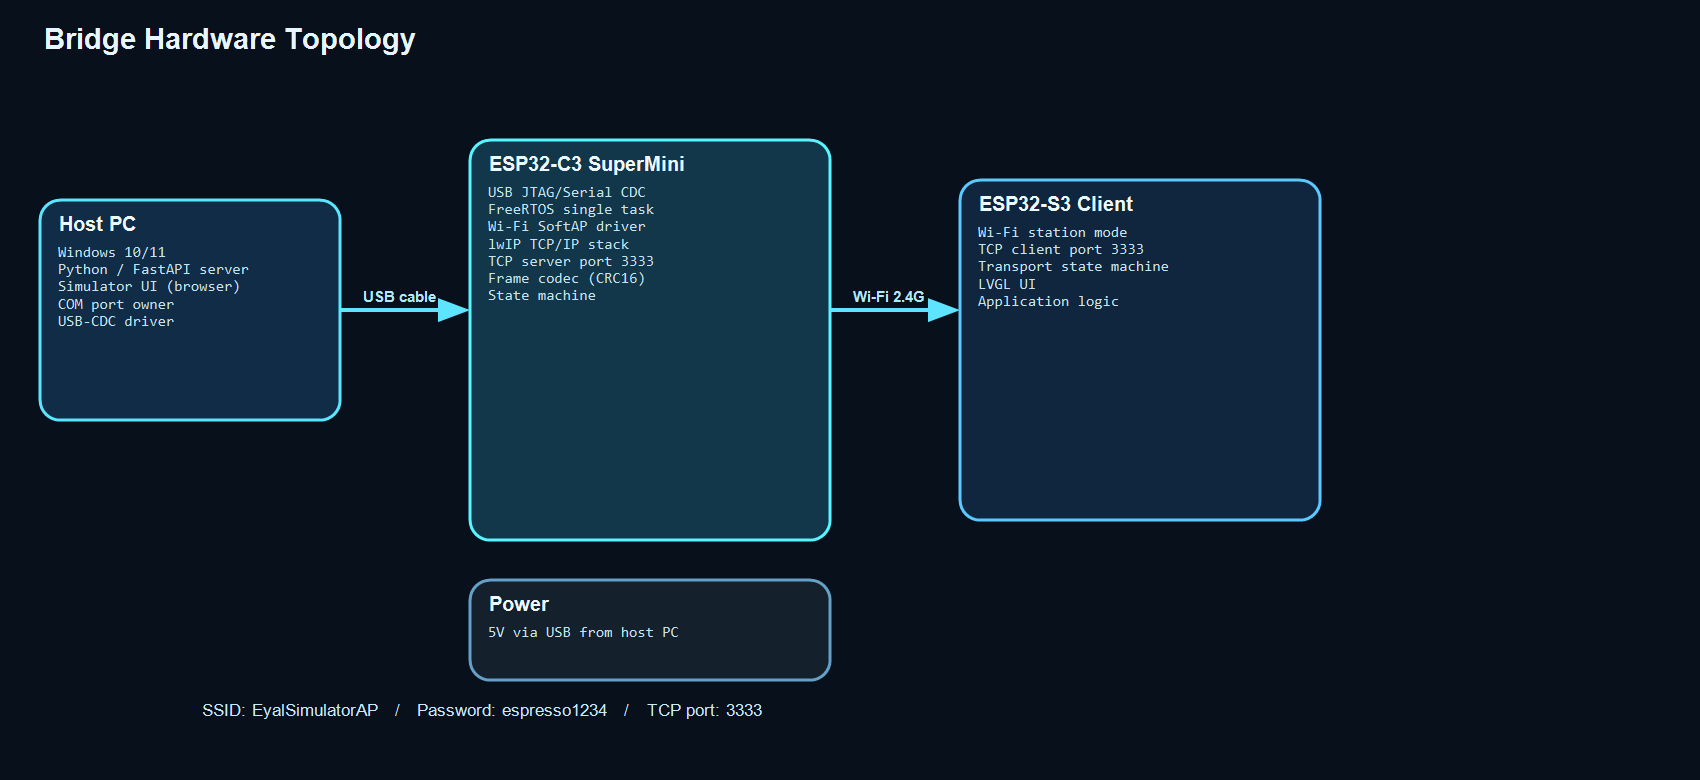 Bridge Hardware Topology
Host PC
Windows 10/11
Python / FastAPI server
Simulator UI (browser)
COM port owner
USB-CDC driver
USB cable
ESP32-C3 SuperMini
USB JTAG/Serial CDC
FreeRTOS single task
Wi-Fi SoftAP driver
lwIP TCP/IP stack
TCP server port 3333
Frame codec (CRC16)
State machine
Wi-Fi 2.4G
ESP32-S3 Client
Wi-Fi station mode
TCP client port 3333
Transport state machine
LVGL UI
Application logic
Power
5V via USB from host PC
SSID: EyalSimulatorAP / Password: espresso1234 / TCP port: 3333